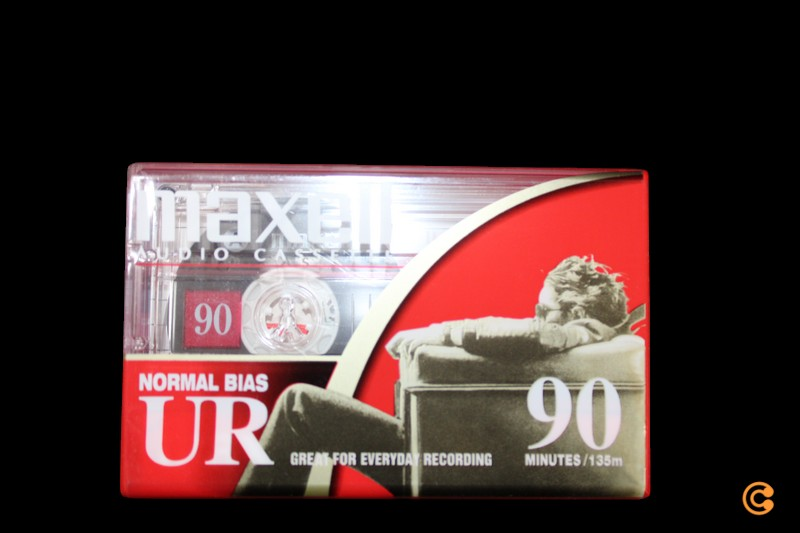 maxell
AUDIO CASSETTE
90
NORMAL BIAS
UR
GREAT FOR EVERYDAY RECORDING
90
MINUTES/135m